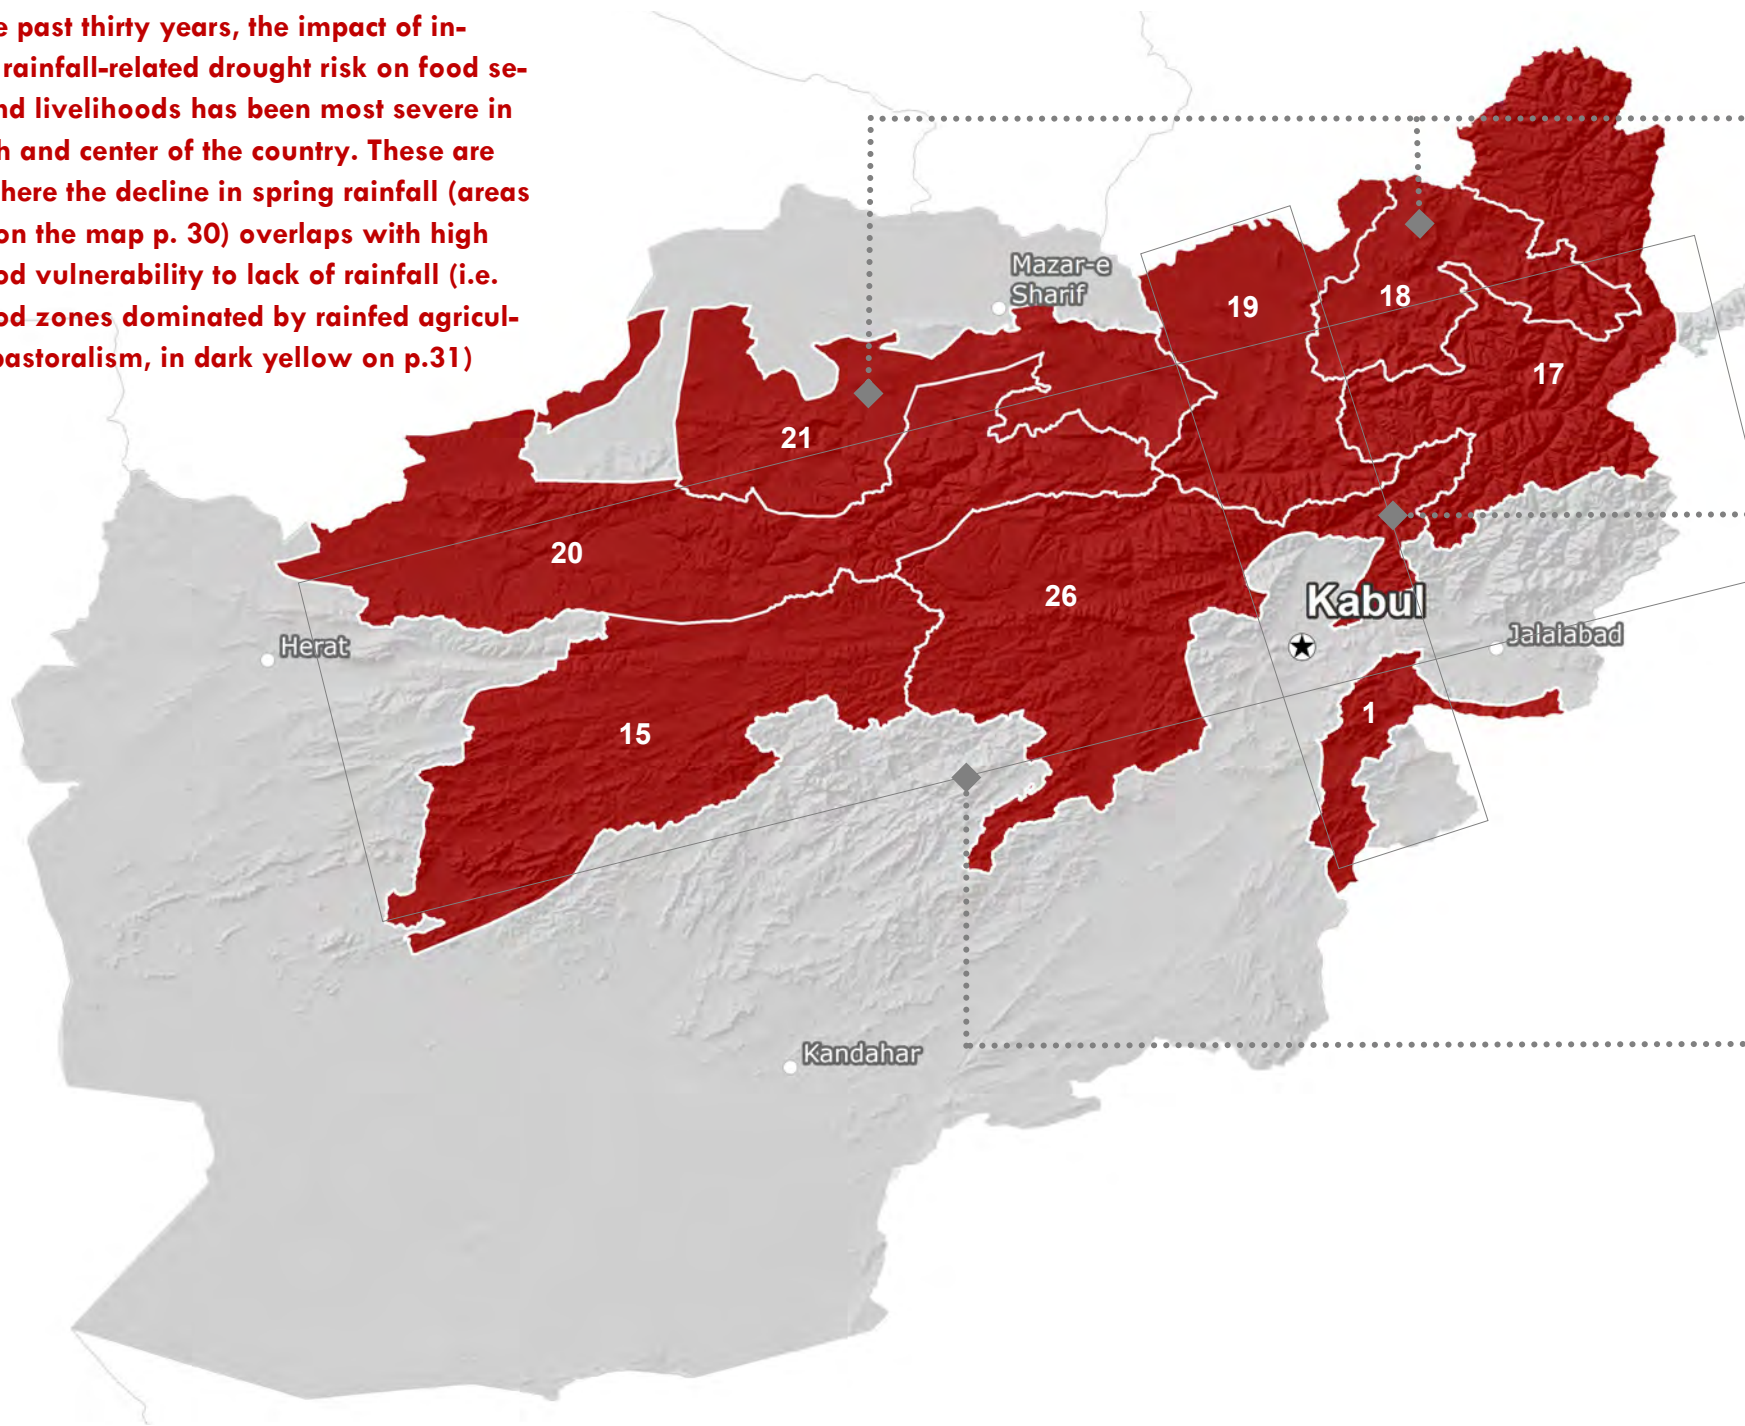 e past thirty years, the impact of in-
rainfall-related drought risk on food se-
nd livelihoods has been most severe in
h and center of the country. These are
here the decline in spring rainfall (areas
on the map p. 30) overlaps with high
od vulnerability to lack of rainfall (i.e.
od zones dominated by rainfed agricul-
pastoralism, in dark yellow on p.31)
Mazar-e
Sharif
19
18
17
21
20
26
Kabul
Herat
Jalalabad
1
15
Kandahar